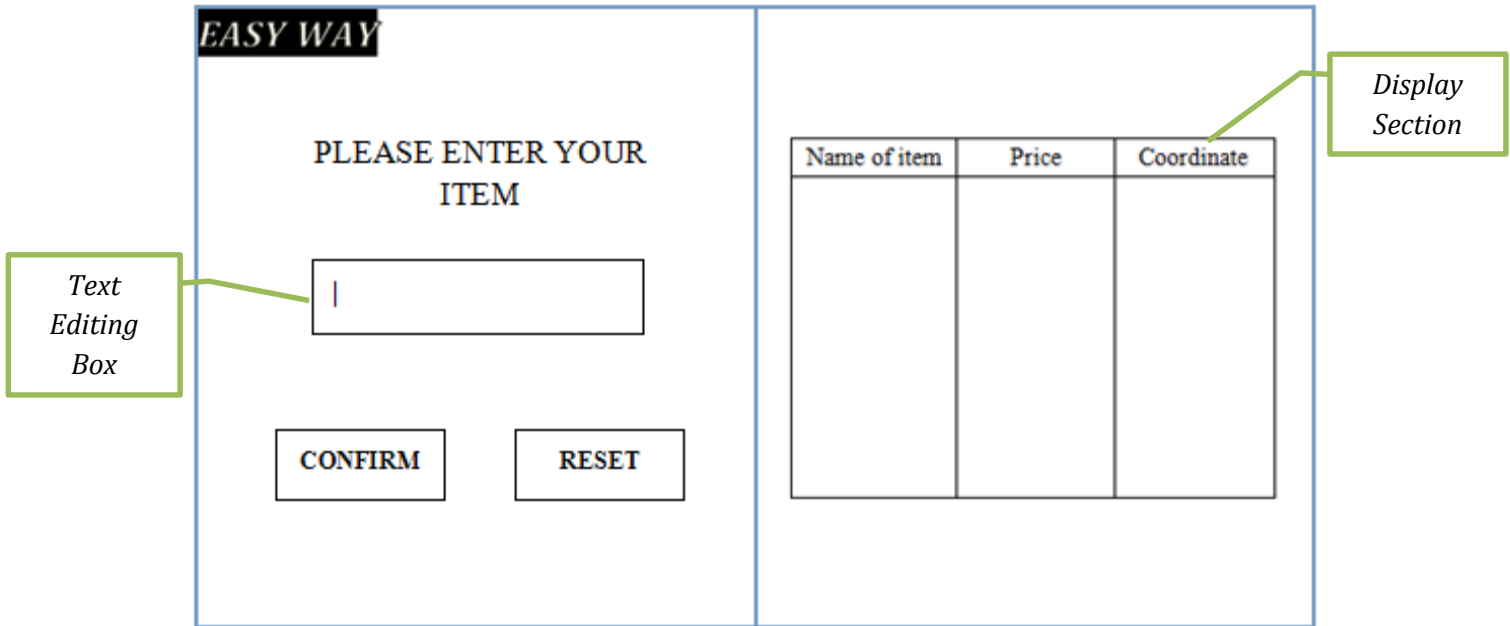 EASY WAY
PLEASE ENTER YOUR
ITEM
Text
Editing
Box
CONFIRM
RESET
Name of item
Price
Coordinate
Display
Section